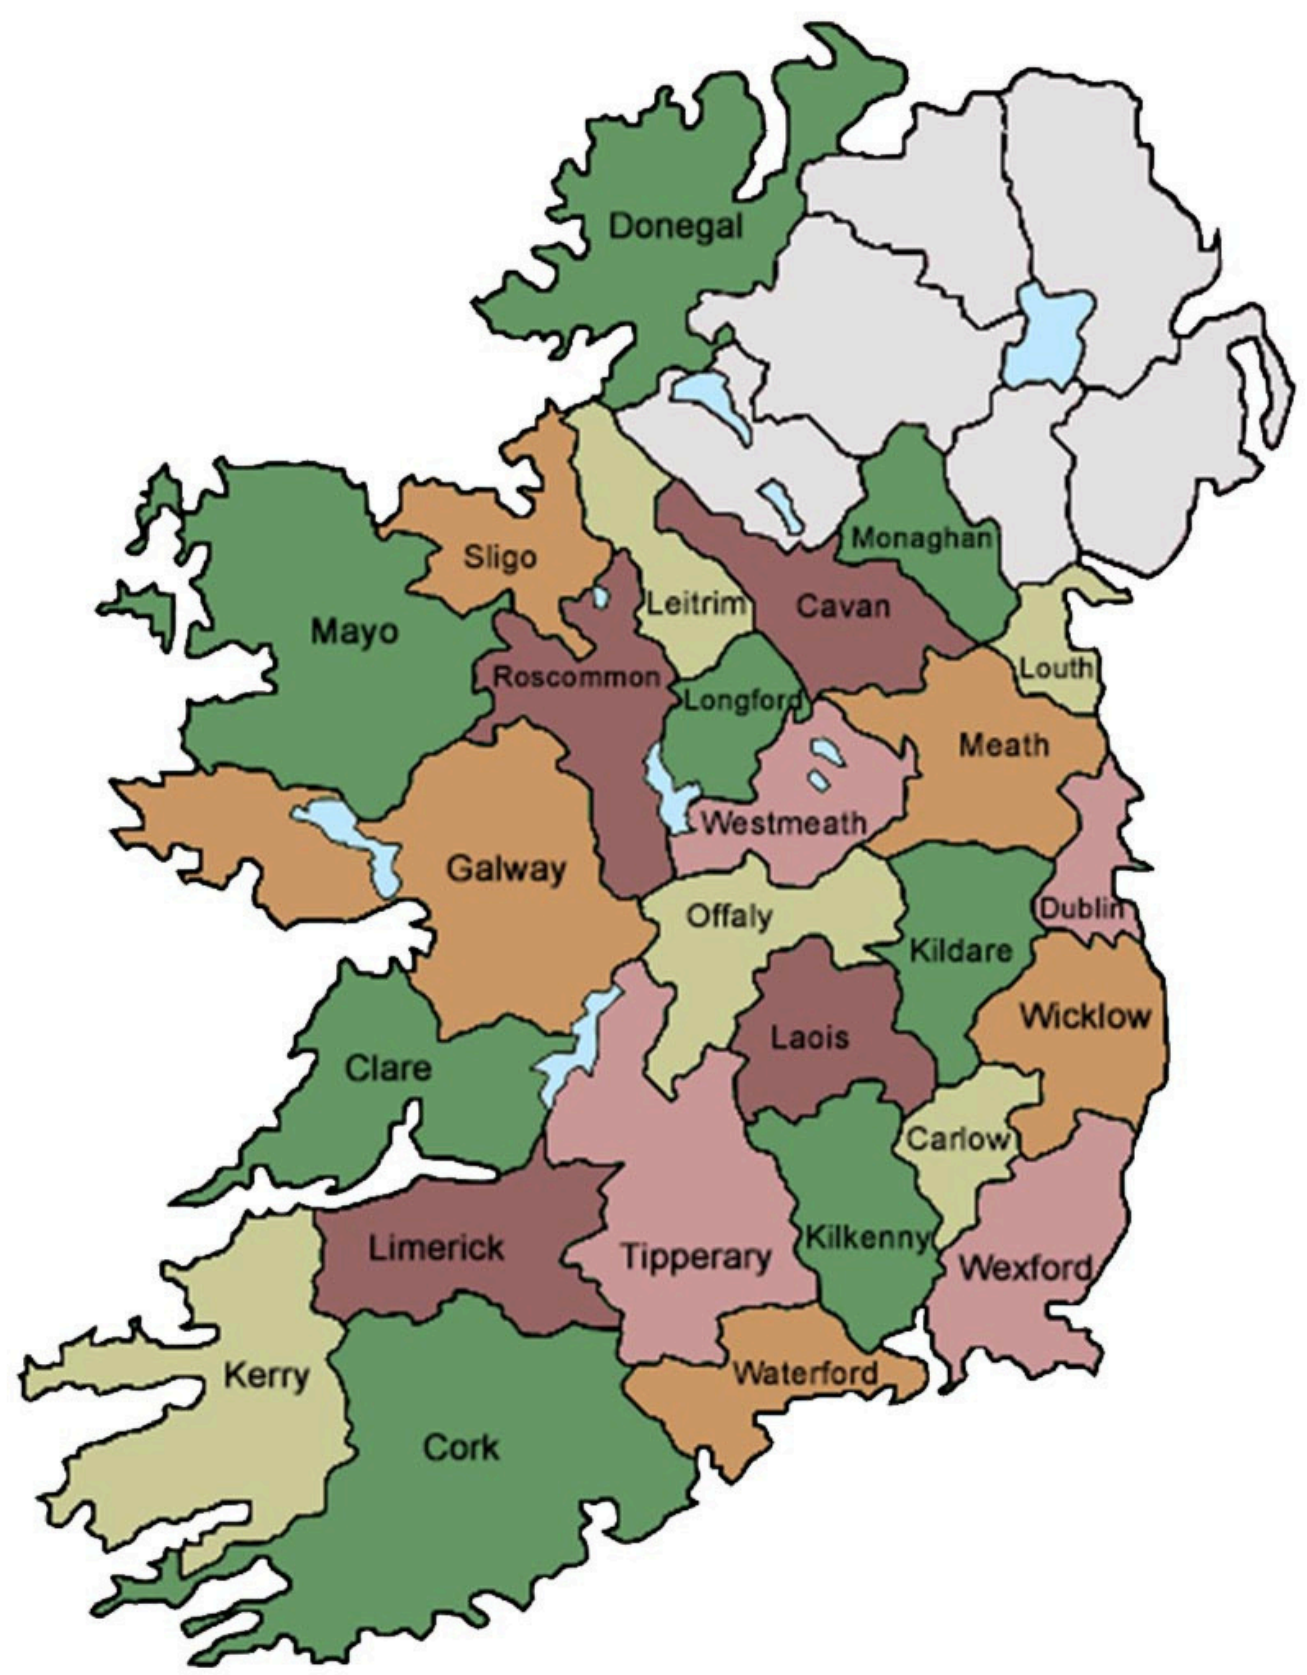 Donegal
Monaghan
Sligo
Leitrim
Cavan
Mayo
Roscommon
Louth
Longford
Meath
Westmeath
Galway
Offaly
Dublin
Kildare
Wicklow
Laois
Clare
Carlow
Limerick
Tipperary
Kilkenny
Wexford
Kerry
Waterford
Cork